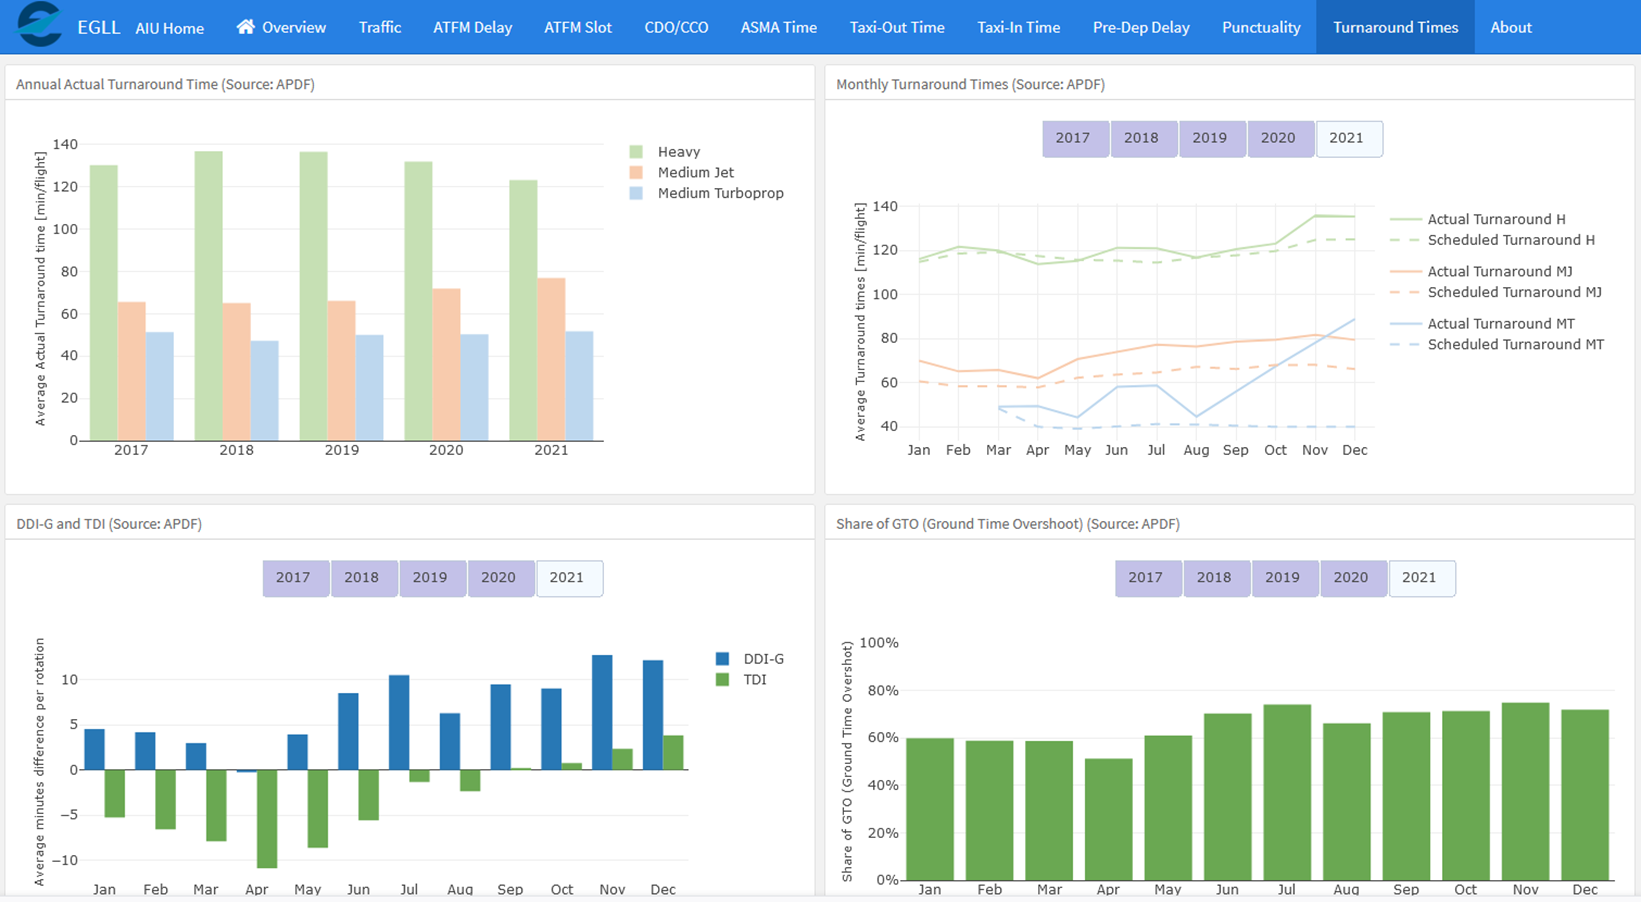 EGLL AIU Home Overview Traffic ATFM Delay ATFM Slot CDO/CCO ASMA Time Taxi-Out Time Taxi-In Time Pre-Dep Delay Punctuality Turnaround Times About
Annual Actual Turnaround Time (Source: APDF)
Average Actual Turnaround time [min/flight]
140
120
100
80
60
40
20
0
2017 2018 2019 2020 2021
Heavy
Medium Jet
Medium Turboprop
Monthly Turnaround Times (Source: APDF)
2017 2018 2019 2020 2021
Average Turnaround times [min/flight]
140
120
100
80
60
40
Jan Feb Mar Apr May Jun Jul Aug Sep Oct Nov Dec
Actual Turnaround H
Scheduled Turnaround H
Actual Turnaround MJ
Scheduled Turnaround MJ
Actual Turnaround MT
Scheduled Turnaround MT
DDI-G and TDI (Source: APDF)
2017 2018 2019 2020 2021
Average minutes difference per rotation
10
5
0
−5
−10
Jan Feb Mar Apr May Jun Jul Aug Sep Oct Nov Dec
DDI-G
TDI
Share of GTO (Ground Time Overshoot) (Source: APDF)
2017 2018 2019 2020 2021
Share of GTO (Ground Time Overshot)
100%
80%
60%
40%
20%
0%
Jan Feb Mar Apr May Jun Jul Aug Sep Oct Nov Dec